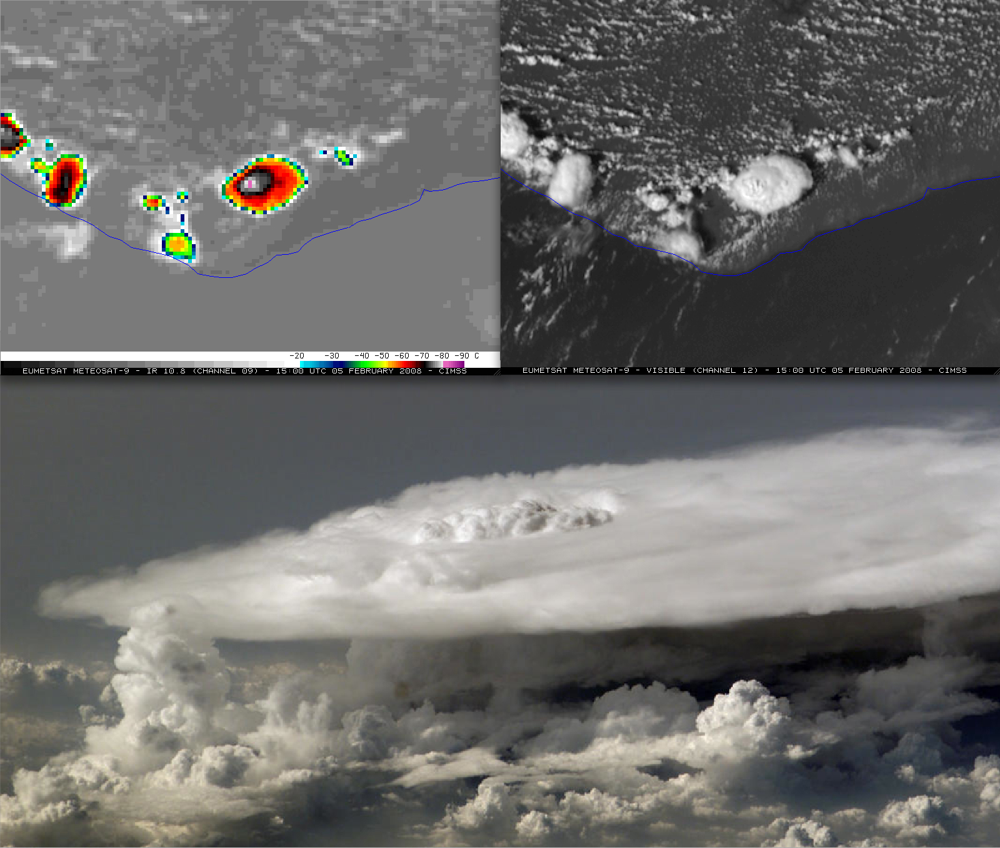 -20 -30 -40 -50 -60 -70 -80 -90 C
EUMETSAT METEOSAT-9 - IR 10.8 (CHANNEL 09) - 15:00 UTC 05 FEBRUARY 2008 - CIMSS
EUMETSAT METEOSAT-9 - VISIBLE (CHANNEL 12) - 15:00 UTC 05 FEBRUARY 2008 - CIMSS